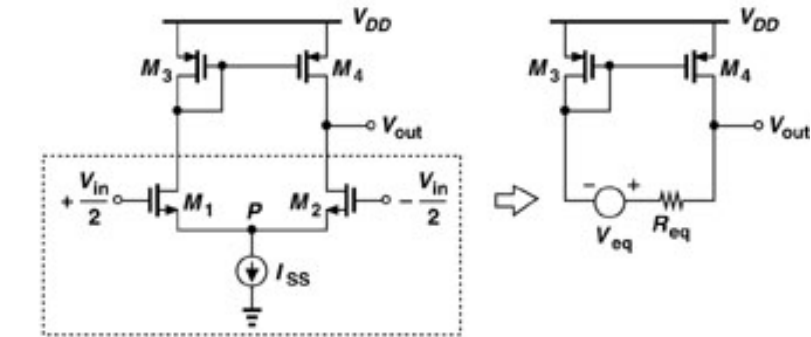 V_DD
M_3
M_4
V_out
+ V_in/2
M_1
P
M_2
- V_in/2
I_SS
V_DD
M_3
M_4
V_out
- +
V_eq
R_eq